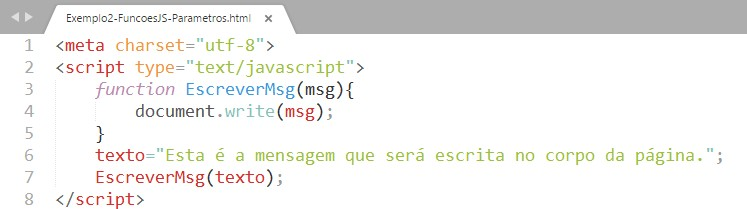 Exemplo2-FuncoesJS-Parametros.html ×
1 <meta charset="utf-8">
2 <script type="text/javascript">
3 function EscreverMsg(msg){
4 document.write(msg);
5 }
6 texto="Esta é a mensagem que será escrita no corpo da página.";
7 EscreverMsg(texto);
8 </script>